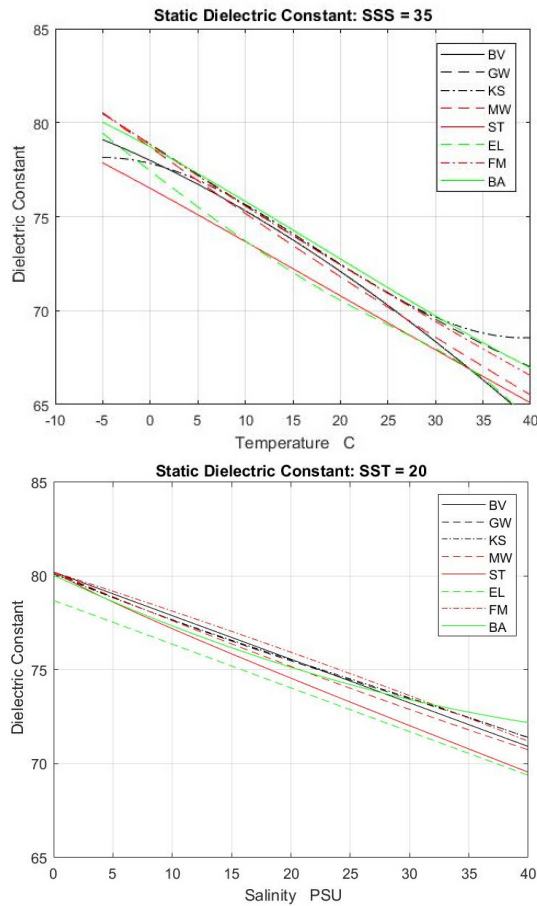 Static Dielectric Constant: SSS = 35
85
80
75
70
65
Dielectric Constant
-10 -5 0 5 10 15 20 25 30 35 40
Temperature C
BV
GW
KS
MW
ST
EL
FM
BA
Static Dielectric Constant: SST = 20
85
80
75
70
65
Dielectric Constant
0 5 10 15 20 25 30 35 40
Salinity PSU
BV
GW
KS
MW
ST
EL
FM
BA